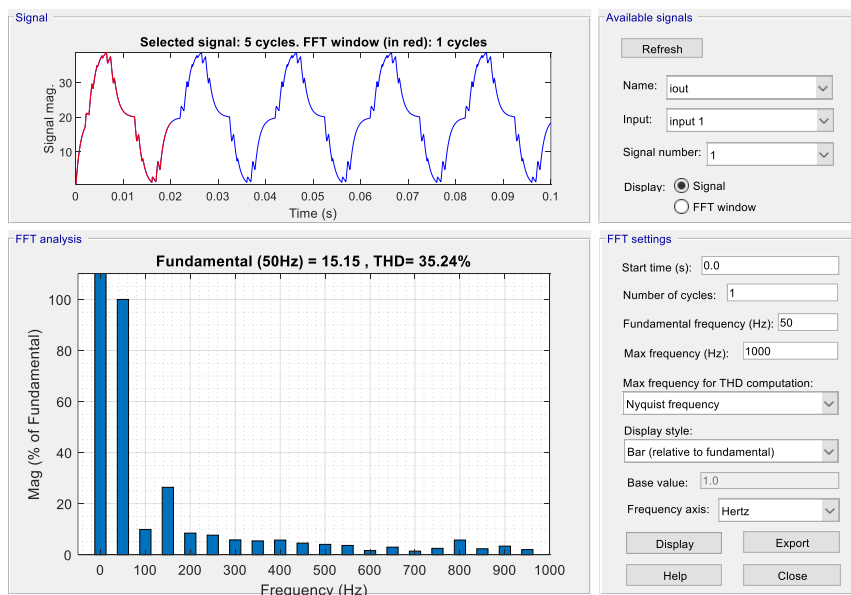 Signal
Selected signal: 5 cycles. FFT window (in red): 1 cycles
Signal mag.
30
20
10
0
0.01
0.02
0.03
0.04
0.05
0.06
0.07
0.08
0.09
0.1
Time (s)
Available signals
Refresh
Name:
iout
Input:
input 1
Signal number:
1
Display:
Signal
FFT window
FFT analysis
Fundamental (50Hz) = 15.15 , THD= 35.24%
Mag (% of Fundamental)
100
80
60
40
20
0
0
100
200
300
400
500
600
700
800
900
1000
Frequency (Hz)
FFT settings
Start time (s):
0.0
Number of cycles:
1
Fundamental frequency (Hz):
50
Max frequency (Hz):
1000
Max frequency for THD computation:
Nyquist frequency
Display style:
Bar (relative to fundamental)
Base value:
1.0
Frequency axis:
Hertz
Display
Export
Help
Close